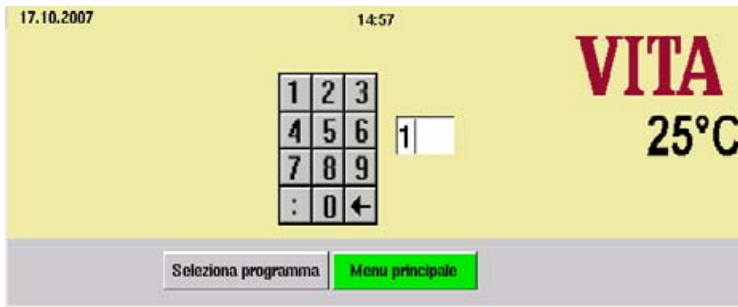 17.10.2007 14:57
VITA
25°C
1 2 3
4 5 6 1
7 8 9
: 0 ←
Seleziona programma Menu principale